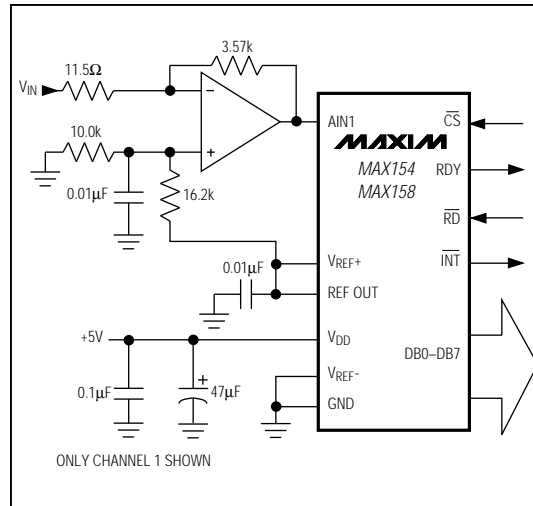 3.57k
11.5Ω
VIN
−
+
10.0k
0.01µF
16.2k
AIN1
MAXIM
MAX154
MAX158
CS
RDY
RD
INT
0.01µF
VREF+
REF OUT
+5V
VDD
DB0–DB7
VREF-
GND
0.1µF
+
47µF
ONLY CHANNEL 1 SHOWN